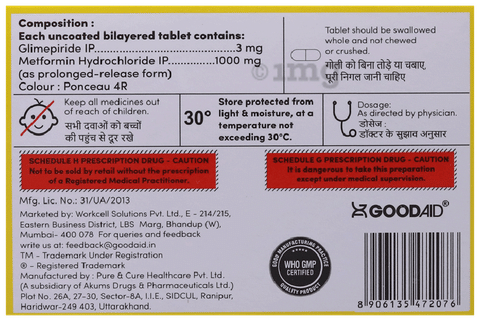 Composition :
Each uncoated bilayered tablet contains:
Glimepiride IP...................................3 mg
Metformin Hydrochloride IP............1000 mg
(as prolonged-release form)
Colour : Ponceau 4R
Tablet should be swallowed
whole and not chewed
or crushed.
गोली को बिना तोड़े या चबाए,
पूरी निगल जानी चाहिए
1mg
Keep all medicines out
of reach of children.
सभी दवाओं को बच्चों
की पहुंच से दूर रखें
30°
Store protected from
light & moisture, at a
temperature not
exceeding 30°C.
Dosage:
As directed by physician.
डोसेज :
डॉक्टर के सुझाव अनुसार
SCHEDULE H PRESCRIPTION DRUG - CAUTION
Not to be sold by retail without the prescription
of a Registered Medical Practitioner.
SCHEDULE G PRESCRIPTION DRUG - CAUTION
It is dangerous to take this preparation
except under medical supervision.
Mfg. Lic. No.: 31/UA/2013
Marketed by: Workcell Solutions Pvt. Ltd., E - 214/215,
Eastern Business District, LBS Marg, Bhandup (W),
Mumbai- 400 078 For queries and feedback
write us at: feedback@goodaid.in
TM - Trademark Under Registration
® - Registered Trademark
Manufactured by : Pure & Cure Healthcare Pvt. Ltd.
(A subsidiary of Akums Drugs & Pharmaceuticals Ltd.)
Plot No. 26A, 27-30, Sector-8A, I.I.E., SIDCUL, Ranipur,
Haridwar-249 403, Uttarakhand.
GOOD MANUFACTURING PRACTICE
WHO GMP
CERTIFIED
QUALITY PRODUCT
GOODAID®
8 906135 472076